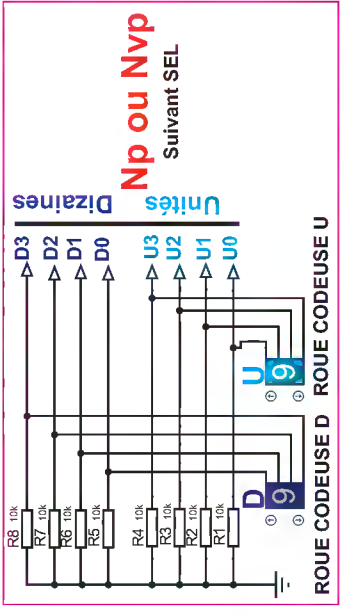 Np ou Nvp
Suivant SEL
Dizaines
Unités
D3
D2
D1
D0
U3
U2
U1
U0
R8 10k
R7 10k
R6 10k
R5 10k
R4 10k
R3 10k
R2 10k
R1 10k
D
9
ROUE CODEUSE D
U
9
ROUE CODEUSE U